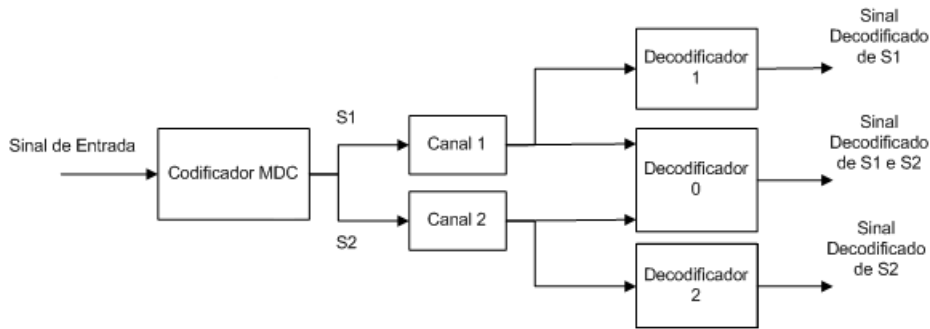 Sinal de Entrada
Codificador MDC
S1
S2
Canal 1
Canal 2
Decodificador
1
Decodificador
0
Decodificador
2
Sinal
Decodificado
de S1
Sinal
Decodificado
de S1 e S2
Sinal
Decodificado
de S2